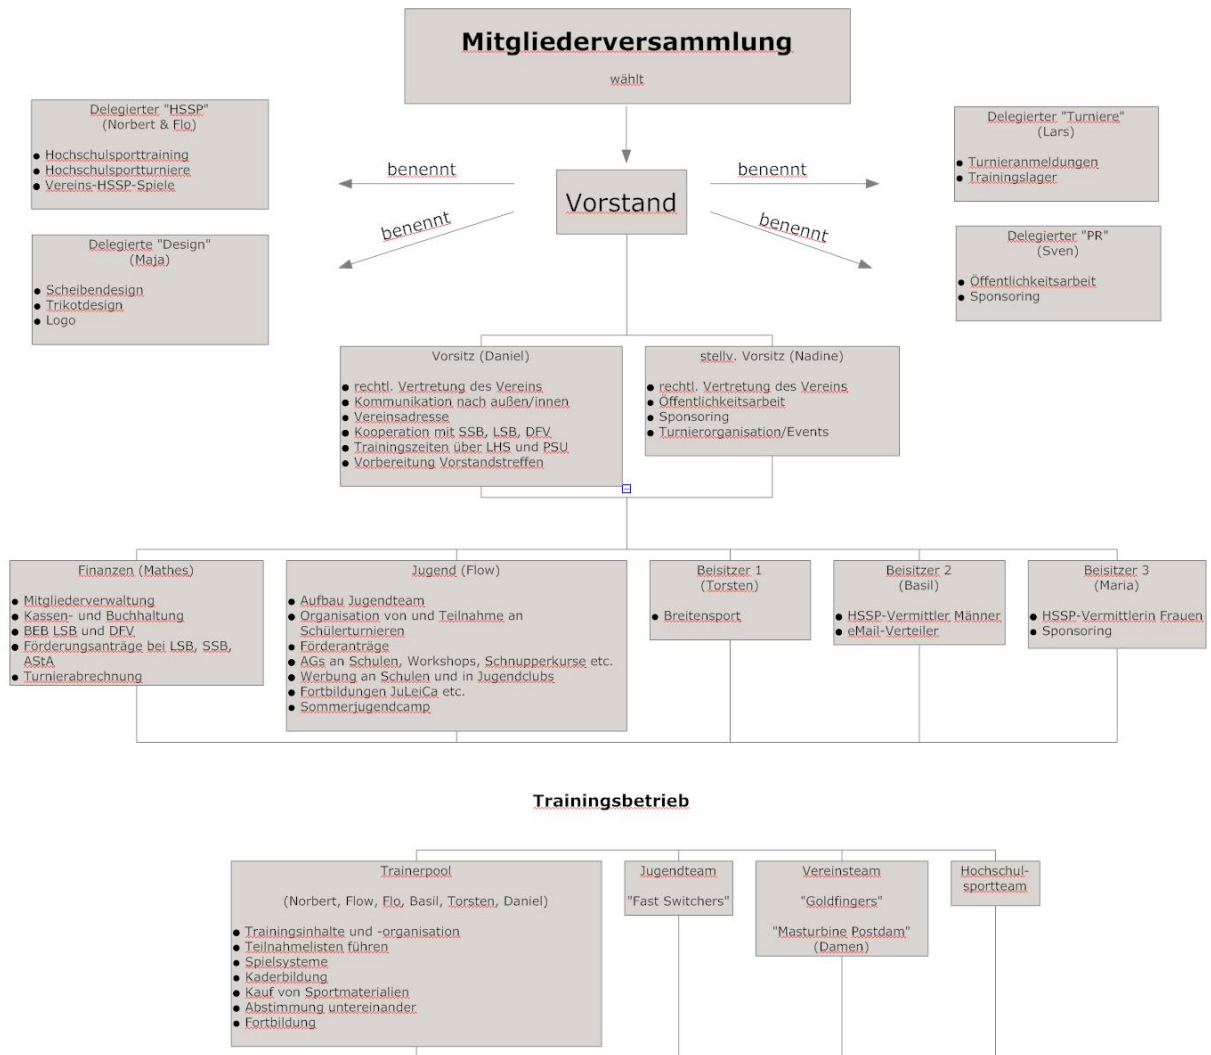 Mitgliederversammlung
wählt
Delegierter "HSSP"
(Norbert & Flo)
● Hochschulsporttraining
● Hochschulsportturniere
● Vereins-HSSP-Spiele
Delegierte "Design"
(Maja)
● Scheibendesign
● Trikotdesign
● Logo
benennt
benennt
Vorstand
benennt
benennt
Delegierter "Turniere"
(Lars)
● Turnieranmeldungen
● Trainingslager
Delegierter "PR"
(Sven)
● Öffentlichkeitsarbeit
● Sponsoring
Vorsitz (Daniel)
● rechtl. Vertretung des Vereins
● Kommunikation nach außen/innen
● Vereinsadresse
● Kooperation mit SSB, LSB, DFV
● Trainingszeiten über LHS und PSU
● Vorbereitung Vorstandstreffen
stellv. Vorsitz (Nadine)
● rechtl. Vertretung des Vereins
● Öffentlichkeitsarbeit
● Sponsoring
● Turnierorganisation/Events
Finanzen (Mathes)
● Mitgliederverwaltung
● Kassen- und Buchhaltung
● BEB LSB und DFV
● Förderungsanträge bei LSB, SSB,
AStA
● Turnierabrechnung
Jugend (Flow)
● Aufbau Jugendteam
● Organisation von und Teilnahme an
Schülerturnieren
● Förderanträge
● AGs an Schulen, Workshops, Schnupperkurse etc.
● Werbung an Schulen und in Jugendclubs
● Fortbildungen JuLeiCa etc.
● Sommerjugendcamp
Beisitzer 1
(Torsten)
● Breitensport
Beisitzer 2
(Basil)
● HSSP-Vermittler Männer
● eMail-Verteiler
Beisitzer 3
(Maria)
● HSSP-Vermittlerin Frauen
● Sponsoring
Trainingsbetrieb
Trainerpool
(Norbert, Flow, Flo, Basil, Torsten, Daniel)
● Trainingsinhalte und -organisation
● Teilnahmelisten führen
● Spielsysteme
● Kaderbildung
● Kauf von Sportmaterialien
● Abstimmung untereinander
● Fortbildung
Jugendteam
"Fast Switchers"
Vereinsteam
"Goldfingers"
"Masturbine Postdam"
(Damen)
Hochschul-
sportteam